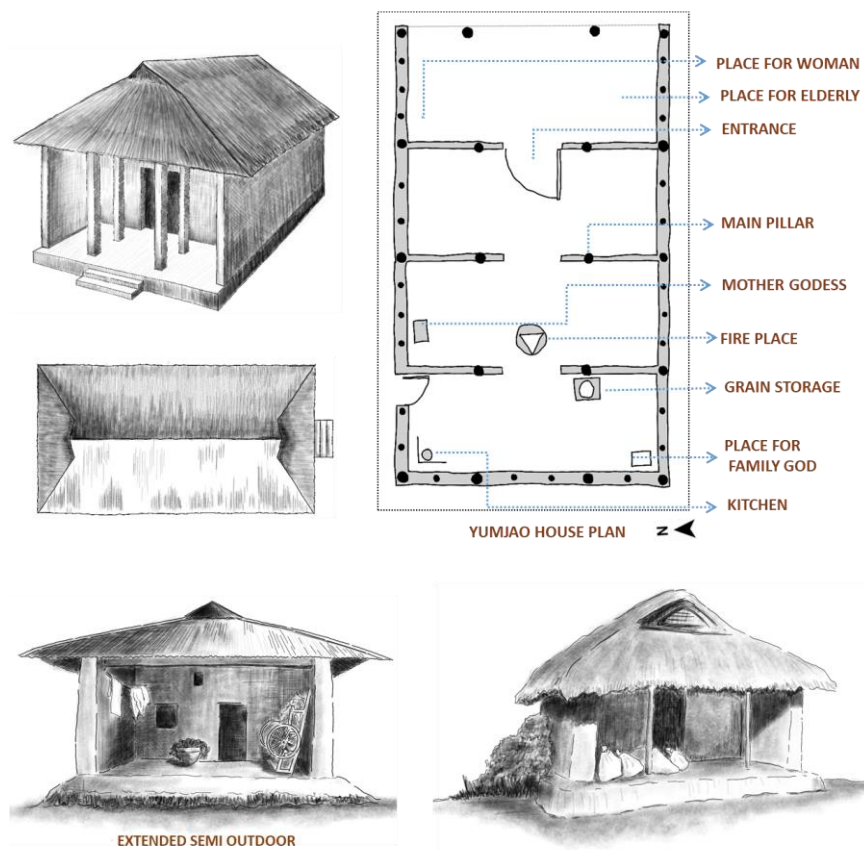 PLACE FOR WOMAN
PLACE FOR ELDERLY
ENTRANCE
MAIN PILLAR
MOTHER GODESS
FIRE PLACE
GRAIN STORAGE
PLACE FOR
FAMILY GOD
KITCHEN
YUMJAO HOUSE PLAN
N
EXTENDED SEMI OUTDOOR